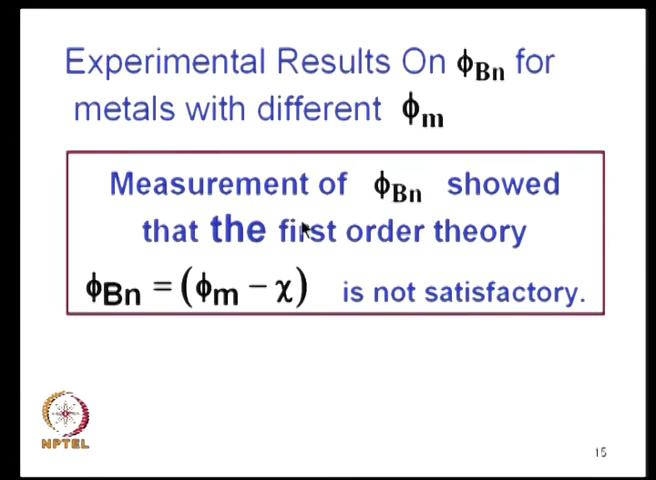 Experimental Results On ϕBn for
metals with different ϕm
Measurement of ϕBn showed
that the first order theory
ϕBn = (ϕm − χ) is not satisfactory.
NPTEL
15